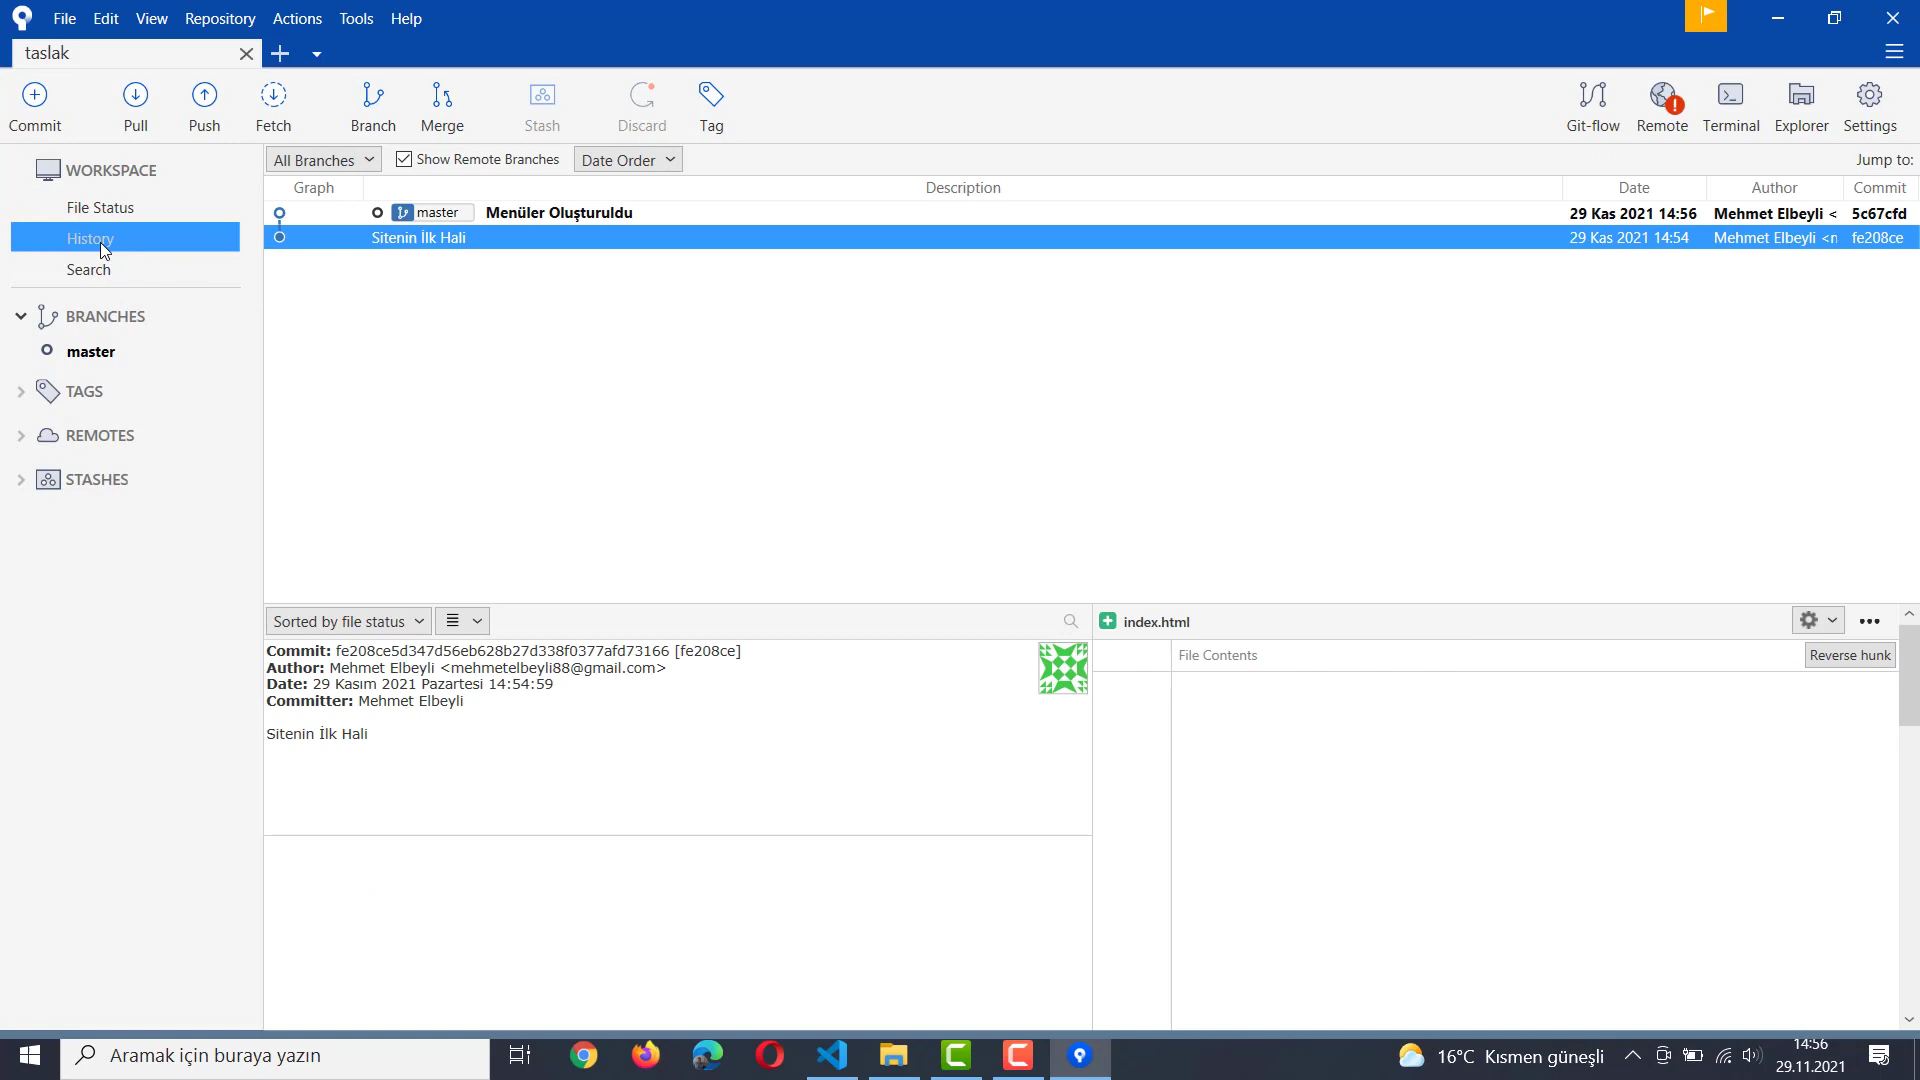 File Edit View Repository Actions Tools Help
taslak
Commit Pull Push Fetch Branch Merge Stash Discard Tag Git-flow Remote Terminal Explorer Settings
WORKSPACE
File Status
History
Search
BRANCHES
master
TAGS
REMOTES
STASHES
All Branches Show Remote Branches Date Order Jump to:
Graph Description Date Author Commit
master Menüler Oluşturuldu 29 Kas 2021 14:56 Mehmet Elbeyli < 5c67cfd
Sitenin İlk Hali 29 Kas 2021 14:54 Mehmet Elbeyli <n fe208ce
Sorted by file status
Commit: fe208ce5d347d56eb628b27d338f0377afd73166 [fe208ce]
Author: Mehmet Elbeyli <mehmetelbeyli88@gmail.com>
Date: 29 Kasım 2021 Pazartesi 14:54:59
Committer: Mehmet Elbeyli
Sitenin İlk Hali
index.html
File Contents Reverse hunk
Aramak için buraya yazın
16°C Kısmen güneşli
14:56
29.11.2021